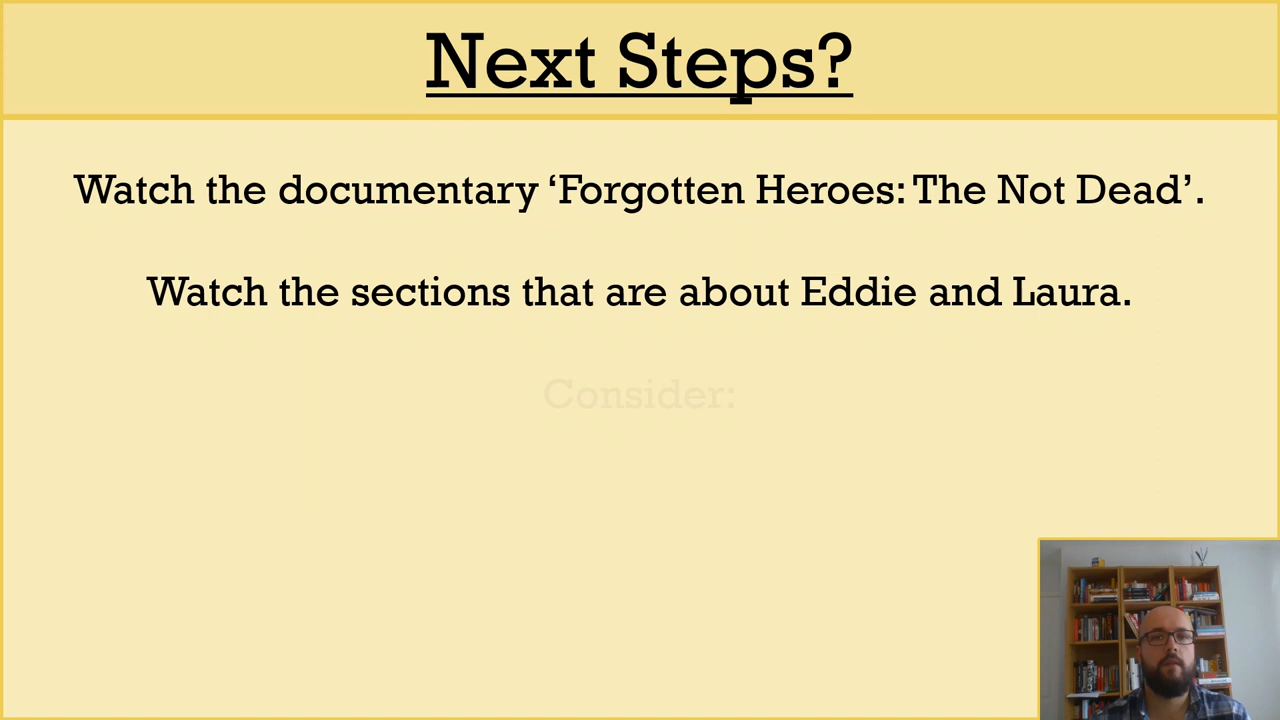 Next Steps?
Watch the documentary ‘Forgotten Heroes: The Not Dead’.
Watch the sections that are about Eddie and Laura.
Consider: